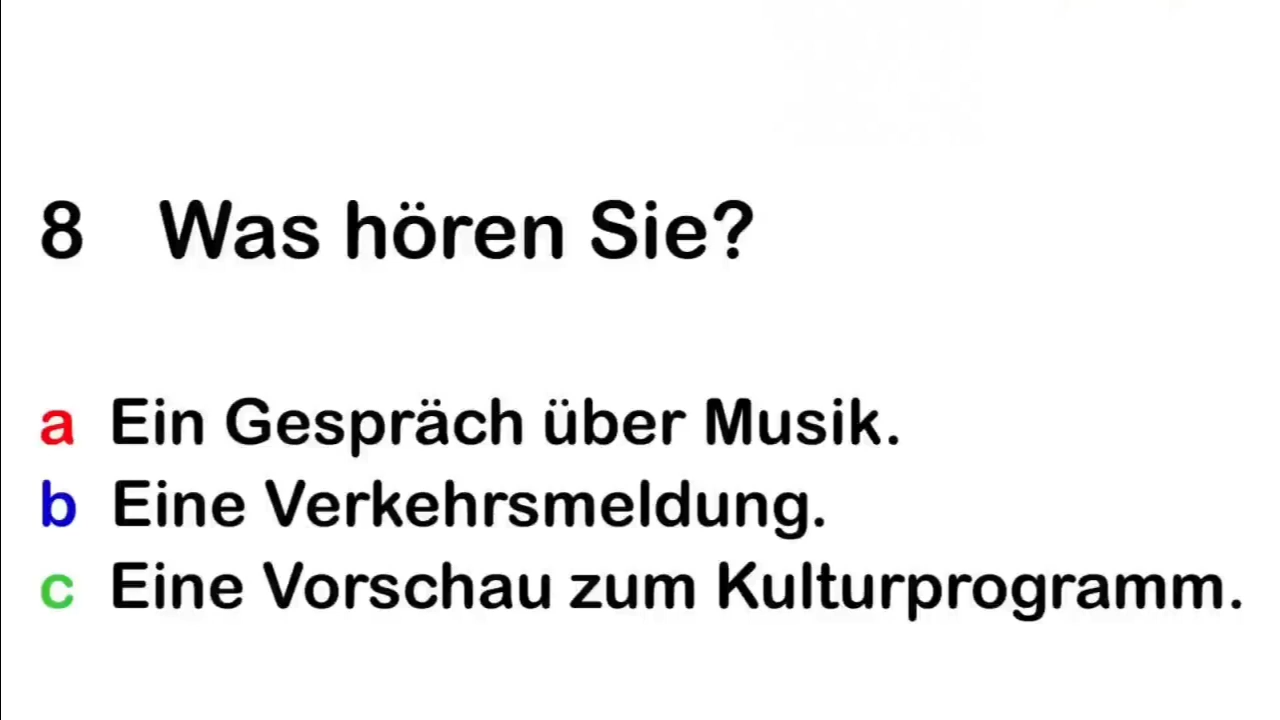 8 Was hören Sie?
a Ein Gespräch über Musik.
b Eine Verkehrsmeldung.
c Eine Vorschau zum Kulturprogramm.